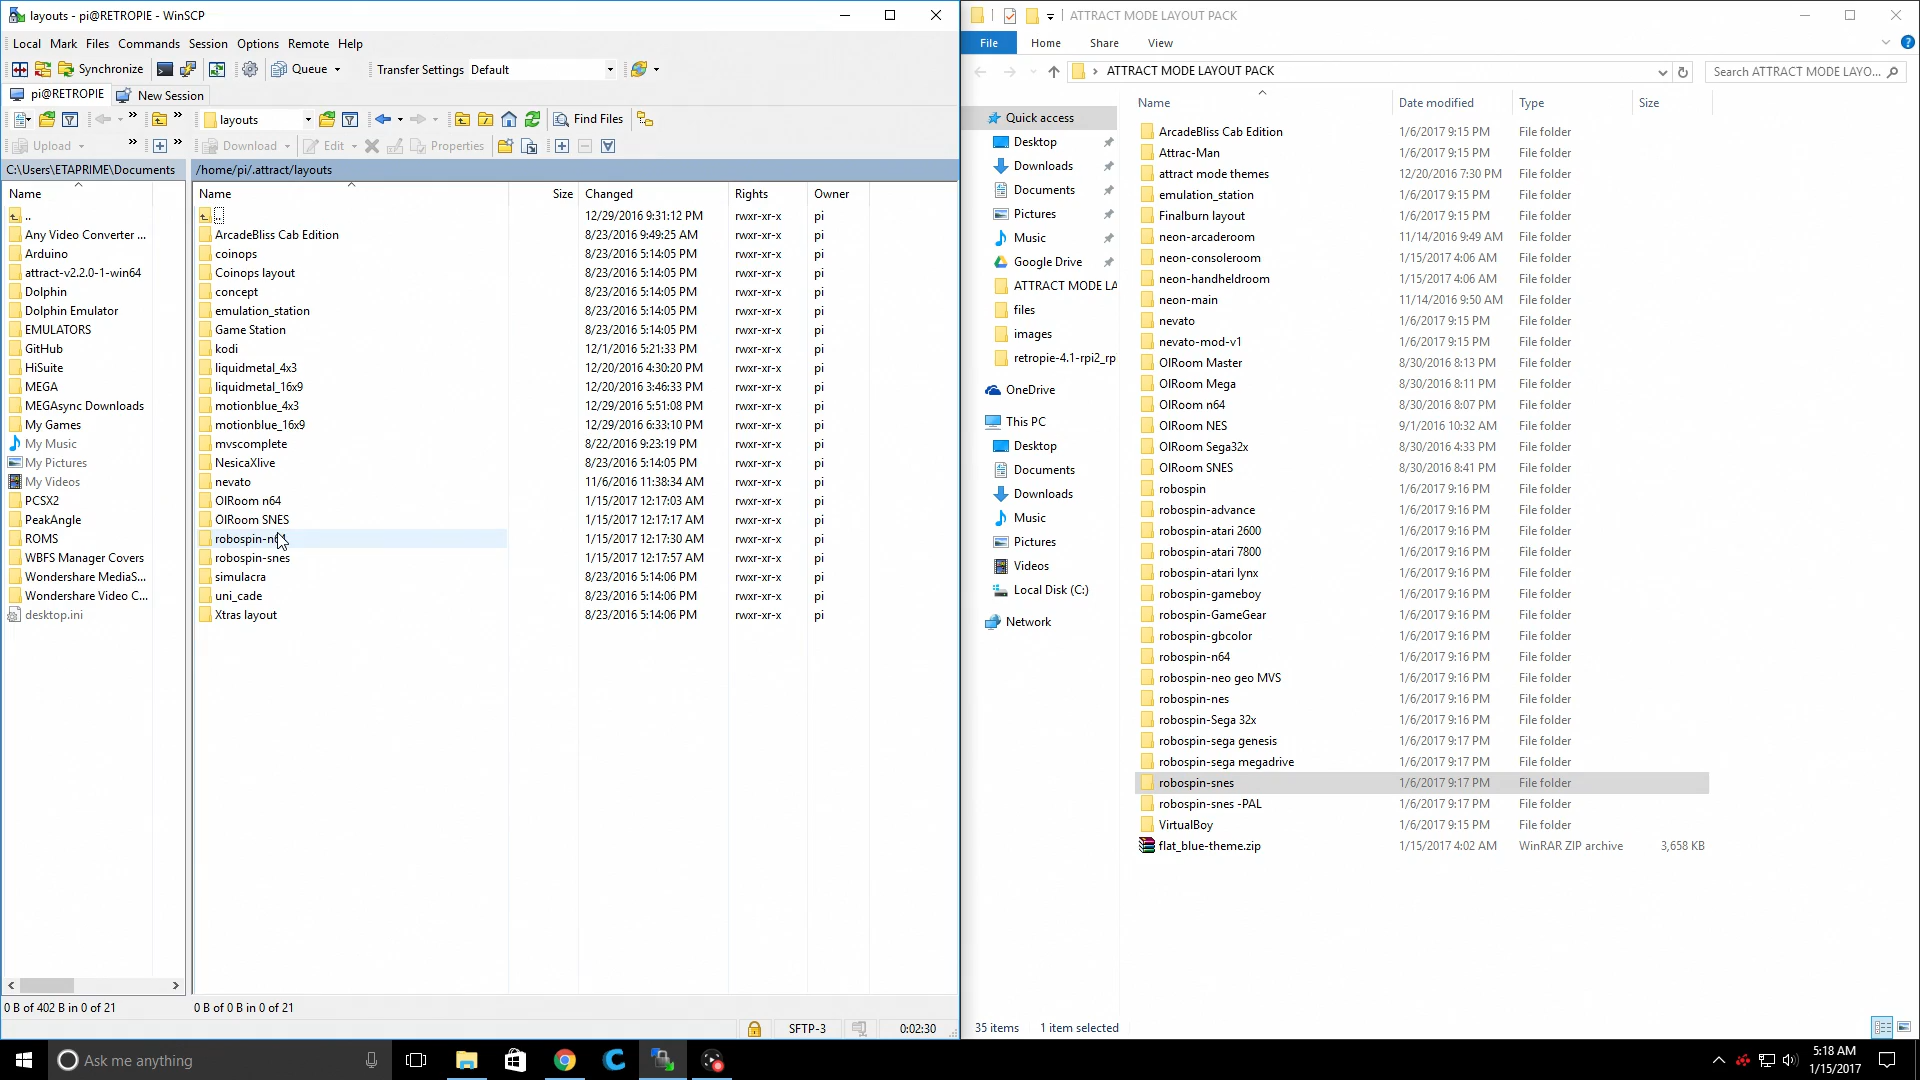 layouts - pi@RETROPIE - WinSCP
Local Mark Files Commands Session Options Remote Help
Synchronize Queue Transfer Settings Default
pi@RETROPIE New Session
layouts Find Files
Upload Download Edit Properties
C:\Users\ETAPRIME\Documents
/home/pi/.attract/layouts
Name
..
Any Video Converter ...
Arduino
attract-v2.2.0-1-win64
Dolphin
Dolphin Emulator
EMULATORS
GitHub
HiSuite
MEGA
MEGAsync Downloads
My Games
My Music
My Pictures
My Videos
PCSX2
PeakAngle
ROMS
WBFS Manager Covers
Wondershare MediaS...
Wondershare Video C...
desktop.ini
0 B of 402 B in 0 of 21
Name Size Changed Rights Owner
.. 12/29/2016 9:31:12 PM rwxr-xr-x pi
ArcadeBliss Cab Edition 8/23/2016 9:49:25 AM rwxr-xr-x pi
coinops 8/23/2016 5:14:05 PM rwxr-xr-x pi
Coinops layout 8/23/2016 5:14:05 PM rwxr-xr-x pi
concept 8/23/2016 5:14:05 PM rwxr-xr-x pi
emulation_station 8/23/2016 5:14:05 PM rwxr-xr-x pi
Game Station 8/23/2016 5:14:05 PM rwxr-xr-x pi
kodi 12/1/2016 5:21:33 PM rwxr-xr-x pi
liquidmetal_4x3 12/20/2016 4:30:20 PM rwxr-xr-x pi
liquidmetal_16x9 12/20/2016 3:46:33 PM rwxr-xr-x pi
motionblue_4x3 12/29/2016 5:51:08 PM rwxr-xr-x pi
motionblue_16x9 12/29/2016 6:33:10 PM rwxr-xr-x pi
mvscomplete 8/22/2016 9:23:19 PM rwxr-xr-x pi
NesicaXlive 8/23/2016 5:14:05 PM rwxr-xr-x pi
nevato 11/6/2016 11:38:34 AM rwxr-xr-x pi
OlRoom n64 1/15/2017 12:17:03 AM rwxr-xr-x pi
OlRoom SNES 1/15/2017 12:17:17 AM rwxr-xr-x pi
robospin-n64 1/15/2017 12:17:30 AM rwxr-xr-x pi
robospin-snes 1/15/2017 12:17:57 AM rwxr-xr-x pi
simulacra 8/23/2016 5:14:06 PM rwxr-xr-x pi
uni_cade 8/23/2016 5:14:06 PM rwxr-xr-x pi
Xtras layout 8/23/2016 5:14:06 PM rwxr-xr-x pi
0 B of 0 B in 0 of 21
SFTP-3 0:02:30
ATTRACT MODE LAYOUT PACK
File Home Share View
ATTRACT MODE LAYOUT PACK
Search ATTRACT MODE LAYO...
Quick access
Desktop
Downloads
Documents
Pictures
Music
Google Drive
ATTRACT MODE LA
files
images
retropie-4.1-rpi2_rp
OneDrive
This PC
Desktop
Documents
Downloads
Music
Pictures
Videos
Local Disk (C:)
Network
Name Date modified Type Size
ArcadeBliss Cab Edition 1/6/2017 9:15 PM File folder
Attrac-Man 1/6/2017 9:15 PM File folder
attract mode themes 12/20/2016 7:30 PM File folder
emulation_station 1/6/2017 9:15 PM File folder
Finalburn layout 1/6/2017 9:15 PM File folder
neon-arcaderoom 11/14/2016 9:49 AM File folder
neon-consoleroom 1/15/2017 4:06 AM File folder
neon-handheldroom 1/15/2017 4:06 AM File folder
neon-main 11/14/2016 9:50 AM File folder
nevato 1/6/2017 9:15 PM File folder
nevato-mod-v1 1/6/2017 9:15 PM File folder
OlRoom Master 8/30/2016 8:13 PM File folder
OlRoom Mega 8/30/2016 8:11 PM File folder
OlRoom n64 8/30/2016 8:07 PM File folder
OlRoom NES 9/1/2016 10:32 AM File folder
OlRoom Sega32x 8/30/2016 4:33 PM File folder
OlRoom SNES 8/30/2016 8:41 PM File folder
robospin 1/6/2017 9:15 PM File folder
robospin-advance 1/6/2017 9:15 PM File folder
robospin-atari 2600 1/6/2017 9:15 PM File folder
robospin-atari 7800 1/6/2017 9:15 PM File folder
robospin-atari lynx 1/6/2017 9:15 PM File folder
robospin-gameboy 1/6/2017 9:15 PM File folder
robospin-GameGear 1/6/2017 9:15 PM File folder
robospin-gbcolor 1/6/2017 9:16 PM File folder
robospin-n64 1/6/2017 9:16 PM File folder
robospin-neo geo MVS 1/6/2017 9:16 PM File folder
robospin-nes 1/6/2017 9:16 PM File folder
robospin-Sega 32x 1/6/2017 9:16 PM File folder
robospin-sega genesis 1/6/2017 9:17 PM File folder
robospin-sega megadrive 1/6/2017 9:17 PM File folder
robospin-snes 1/6/2017 9:17 PM File folder
robospin-snes -PAL 1/6/2017 9:17 PM File folder
VirtualBoy 1/6/2017 9:15 PM File folder
flat_blue-theme.zip 1/15/2017 4:02 AM WinRAR ZIP archive 3,658 KB
35 items 1 item selected
Ask me anything
5:18 AM
1/15/2017